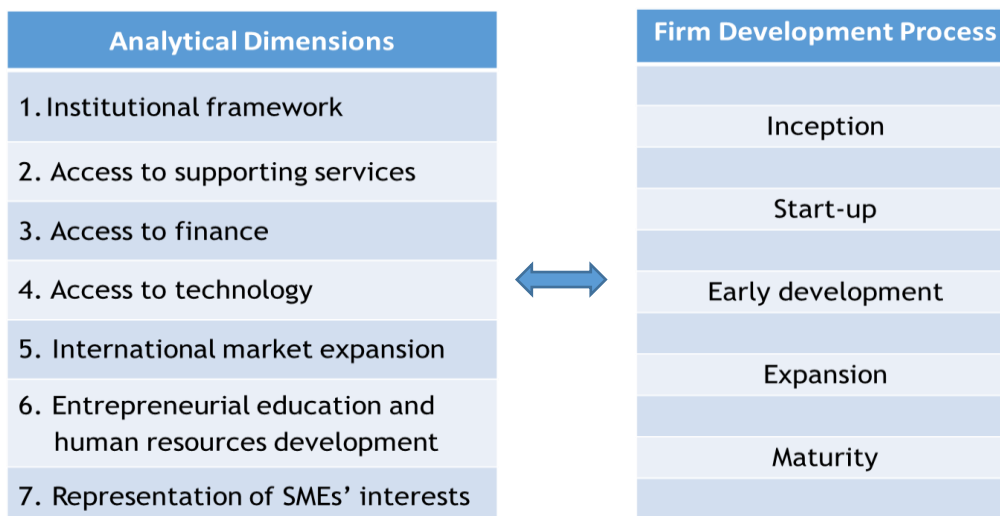 Analytical Dimensions
1. Institutional framework
2. Access to supporting services
3. Access to finance
4. Access to technology
5. International market expansion
6. Entrepreneurial education and
human resources development
7. Representation of SMEs’ interests
Firm Development Process
Inception
Start-up
Early development
Expansion
Maturity